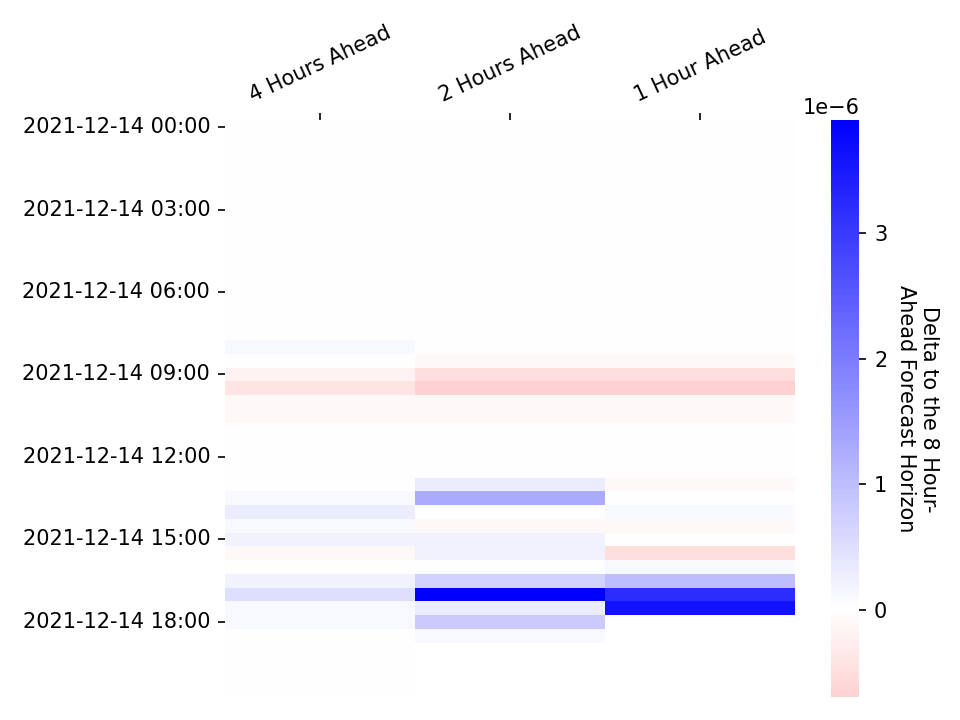 4 Hours Ahead
2 Hours Ahead
1 Hour Ahead
1e−6
2021-12-14 00:00
2021-12-14 03:00
2021-12-14 06:00
2021-12-14 09:00
2021-12-14 12:00
2021-12-14 15:00
2021-12-14 18:00
3
2
1
0
Delta to the 8 Hour-
Ahead Forecast Horizon